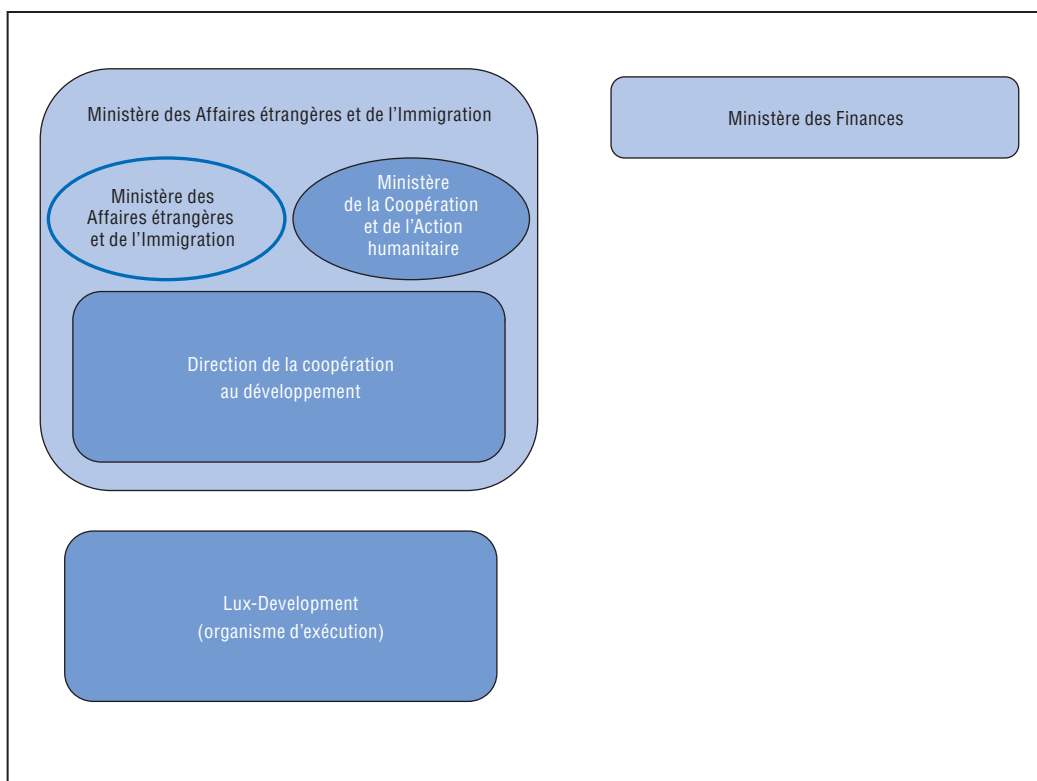 Ministère des Affaires étrangères et de l’Immigration
Ministère des
Affaires étrangères
et de l’Immigration
Ministère
de la Coopération
et de l’Action
humanitaire
Direction de la coopération
au développement
Lux-Development
(organisme d’exécution)
Ministère des Finances